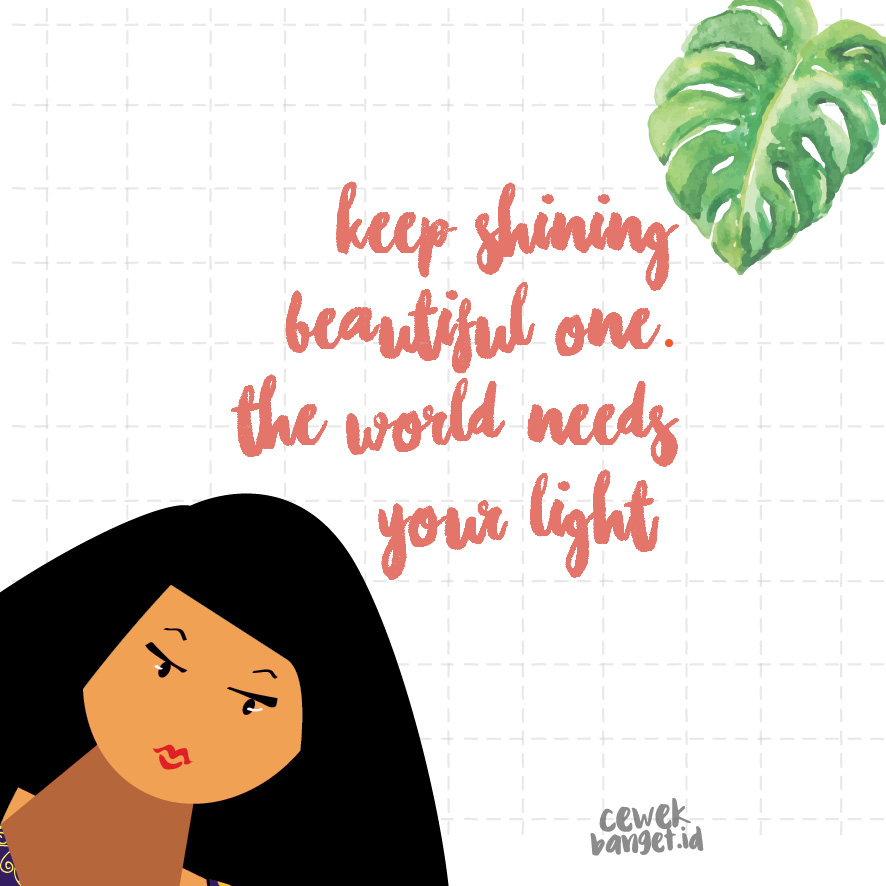 keep shining
beautiful one.
the world needs
your light
cewek
banget.id